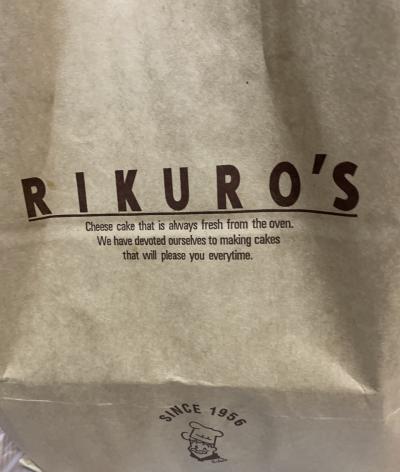 RIKURO'S
Cheese cake that is always fresh from the oven.
We have devoted ourselves to making cakes
that will please you everytime.
SINCE 1956